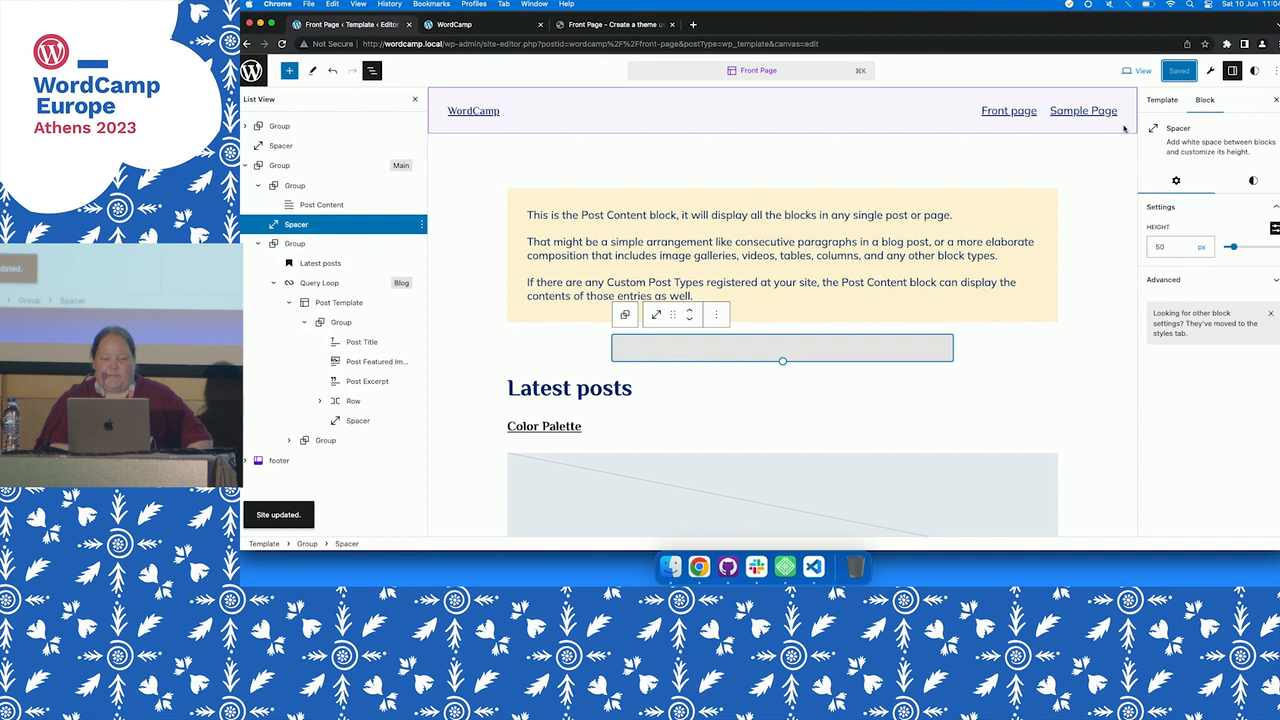 WordCamp
Europe
Athens 2023
Chrome File Edit View History Bookmarks Profiles Tab Window Help
Sat 10 Jun 11:04
Front Page ‹ Template ‹ Editor
WordCamp
Front Page - Create a theme u
Not Secure http://wordcamp.local/wp-admin/site-editor.php?postId=wordcamp%2F%2Ffront-page&postType=wp_template&canvas=edit
Front Page
⌘K
View
Saved
List View
Group
Spacer
Group Main
Group
Post Content
Spacer
Group
Latest posts
Query Loop Blog
Post Template
Group
Post Title
Post Featured Im...
Post Excerpt
Row
Spacer
Group
footer
Site updated.
Template > Group > Spacer
WordCamp
Front page Sample Page
This is the Post Content block, it will display all the blocks in any single post or page.
That might be a simple arrangement like consecutive paragraphs in a blog post, or a more elaborate
composition that includes image galleries, videos, tables, columns, and any other block types.
If there are any Custom Post Types registered at your site, the Post Content block can display the
contents of those entries as well.
Latest posts
Color Palette
Template Block
Spacer
Add white space between blocks
and customize its height.
Settings
HEIGHT
50 px
Advanced
Looking for other block
settings? They've moved to the
styles tab.
dated.
Group > Spacer